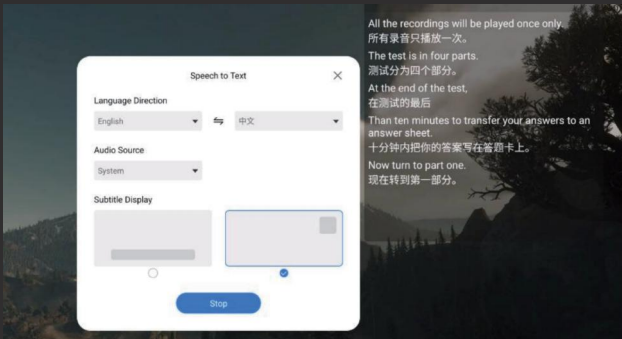 Speech to Text
Language Direction
English
中文
Audio Source
System
Subtitle Display
Stop
All the recordings will be played once only.
所有录音只播放一次。
The test is in four parts.
测试分为四个部分。
At the end of the test,
在测试的最后
Than ten minutes to transfer your answers to an
answer sheet.
十分钟内把你的答案写在答题卡上。
Now turn to part one.
现在转到第一部分。